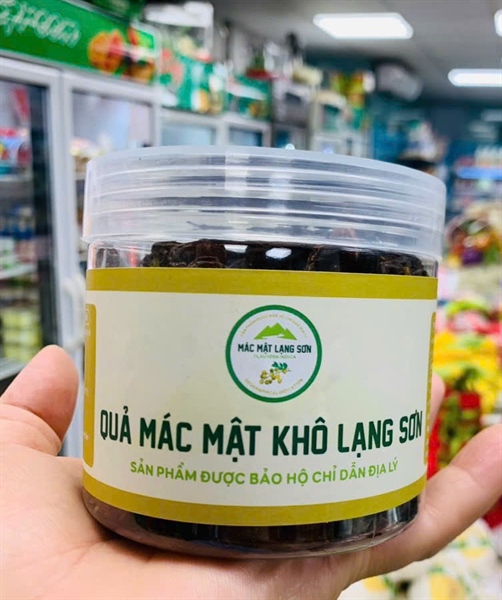 MÁC MẬT LẠNG SƠN
QUẢ MÁC MẬT KHÔ LẠNG SƠN
SẢN PHẨM ĐƯỢC BẢO HỘ CHỈ DẪN ĐỊA LÝ